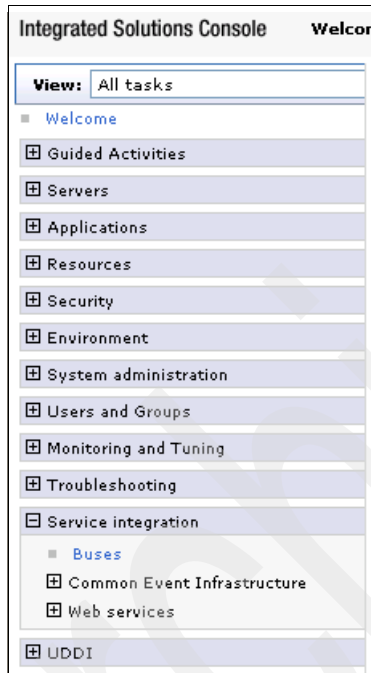 Integrated Solutions Console Welcor
View: All tasks
Welcome
Guided Activities
Servers
Applications
Resources
Security
Environment
System administration
Users and Groups
Monitoring and Tuning
Troubleshooting
Service integration
Buses
Common Event Infrastructure
Web services
UDDI